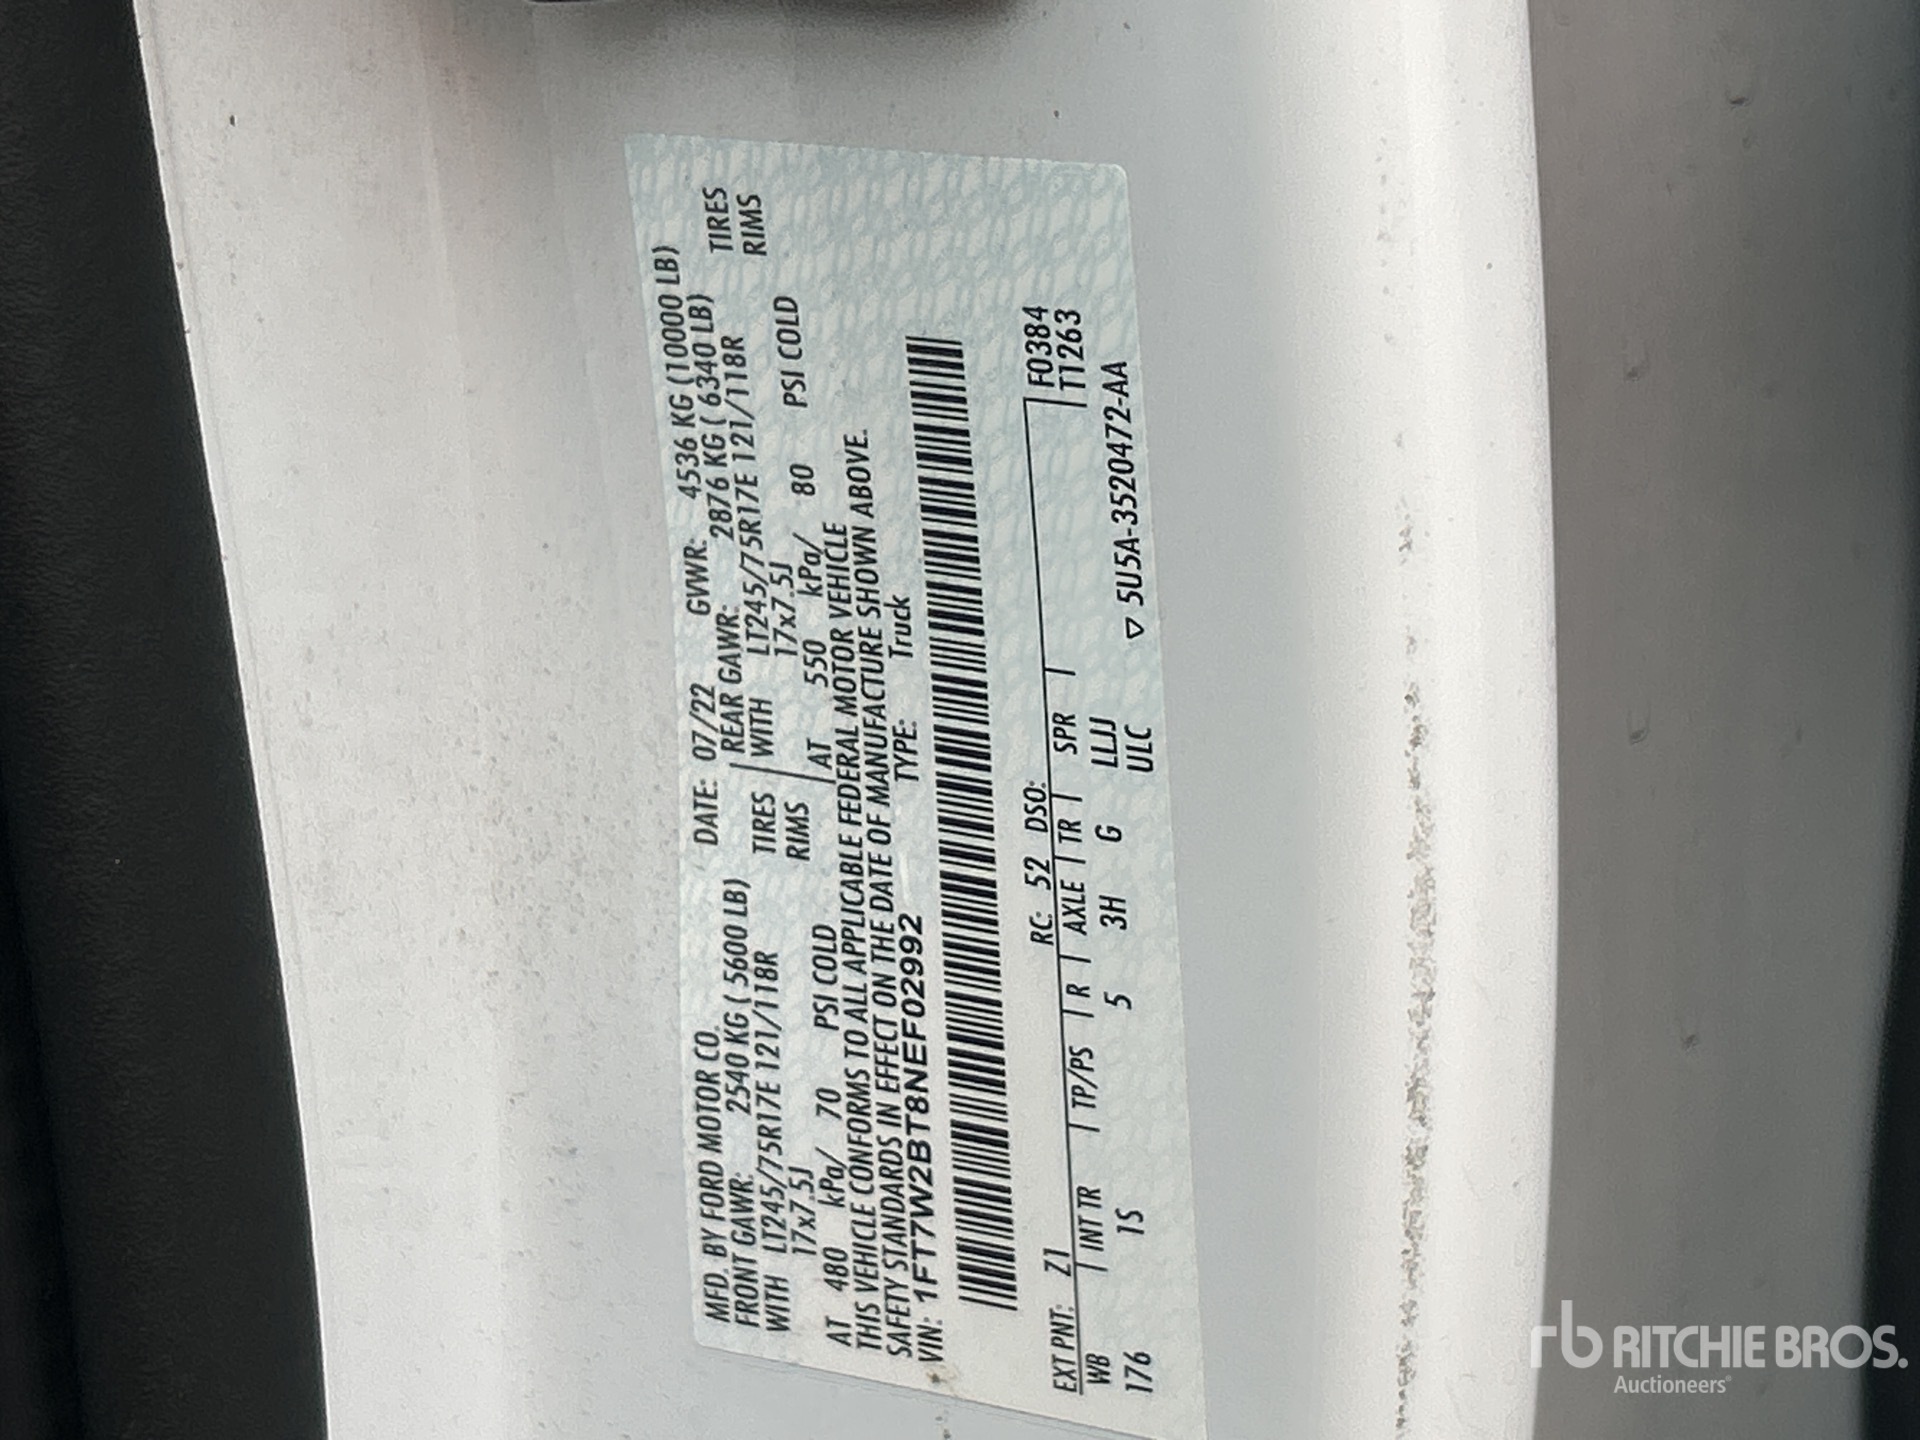 MFD. BY FORD MOTOR CO. DATE: 07/22 GVWR: 4536 KG (10000 LB)
FRONT GAWR: 2540 KG ( 5600 LB) REAR GAWR: 2876 KG ( 6340 LB)
WITH LT245/75R17E 121/118R TIRES WITH LT245/75R17E 121/118R TIRES
17x7.5J RIMS 17x7.5J RIMS
AT 480 kPa/ 70 PSI COLD AT 550 kPa/ 80 PSI COLD
THIS VEHICLE CONFORMS TO ALL APPLICABLE FEDERAL MOTOR VEHICLE
SAFETY STANDARDS IN EFFECT ON THE DATE OF MANUFACTURE SHOWN ABOVE.
VIN: 1FT7W2BT8NEF02992 TYPE: Truck
EXT PNT: Z1 RC: 52 DSO: F0384
WB INT TR TP/PS R AXLE TR SPR T1263
176 1S 5 3H G LLJJ
ULC ▽ 5U5A-3520472-AA
rb RITCHIE BROS.
Auctioneers